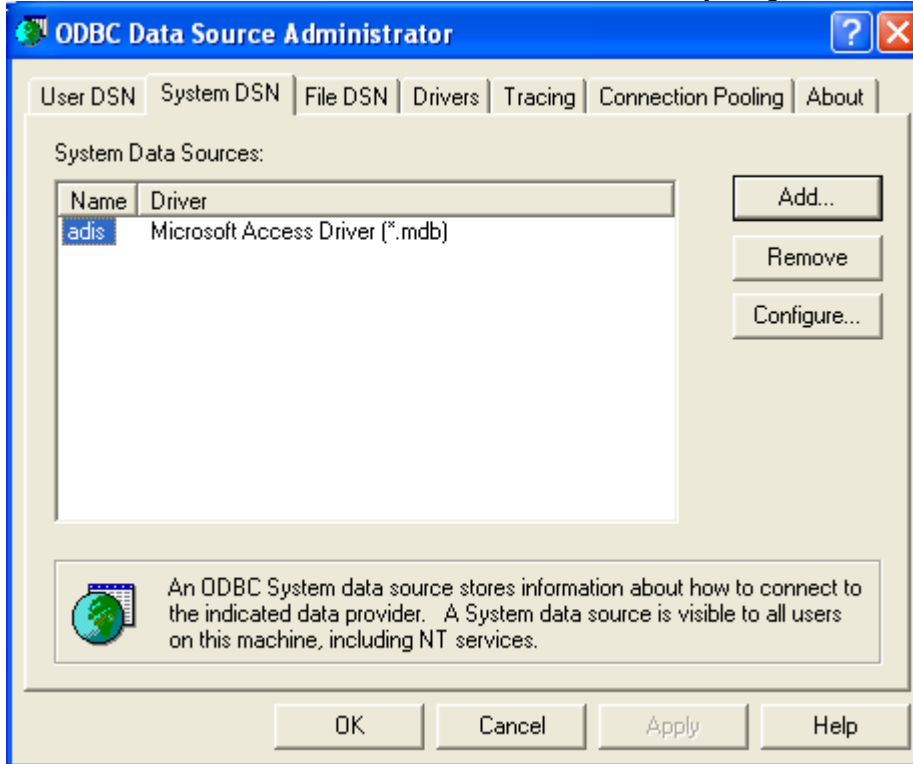 ODBC Data Source Administrator
User DSN System DSN File DSN Drivers Tracing Connection Pooling About
System Data Sources:
Name Driver
adis Microsoft Access Driver (*.mdb)
Add...
Remove
Configure...
An ODBC System data source stores information about how to connect to
the indicated data provider. A System data source is visible to all users
on this machine, including NT services.
OK Cancel Apply Help